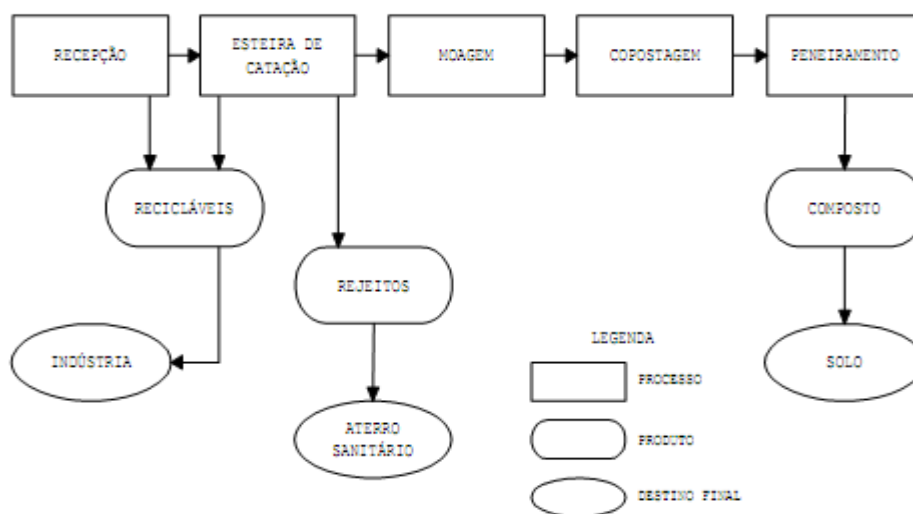 RECEPÇÃO
ESTEIRA DE
CATAÇÃO
MOAGEM
COPOSTAGEM
PENEIRAMENTO
RECICLÁVEIS
COMPOSTO
REJEITOS
INDÚSTRIA
LEGENDA
SOLO
PROCESSO
ATERRO
SANITÁRIO
PRODUTO
DESTINO FINAL